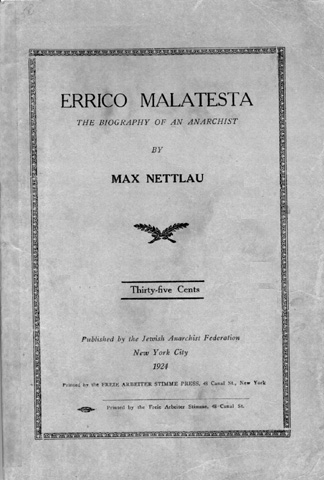 ERRICO MALATESTA
THE BIOGRAPHY OF AN ANARCHIST
BY
MAX NETTLAU
Thirty-five Cents
Published by the Jewish Anarchist Federation
New York City
1924
Printed by the FREIE ARBEITER STIMME PRESS, 48 Canal St., New York
Printed by the Freie Arbeiter Stimme, 48 Canal St.